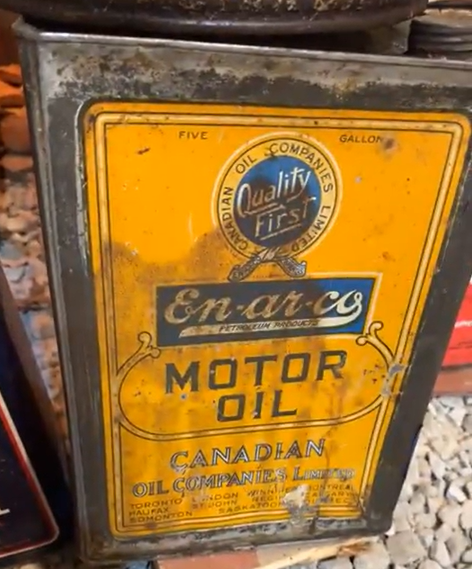 FIVE GALLON
CANADIAN OIL COMPANIES LIMITED
Quality
First
En-ar-co
PETROLEUM PRODUCTS
MOTOR
OIL
CANADIAN
OIL COMPANIES LIMITED
TORONTO LONDON WINNIPEG MONTREAL
HALIFAX ST. JOHN REGINA CALGARY
EDMONTON SASKATOON